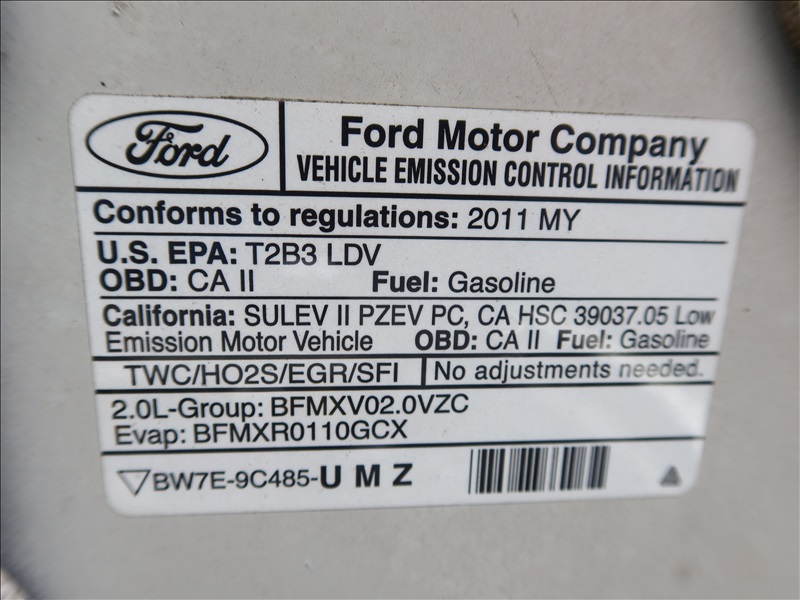 Ford
Ford Motor Company
VEHICLE EMISSION CONTROL INFORMATION
Conforms to regulations: 2011 MY
U.S. EPA: T2B3 LDV
OBD: CA II Fuel: Gasoline
California: SULEV II PZEV PC, CA HSC 39037.05 Low
Emission Motor Vehicle OBD: CA II Fuel: Gasoline
TWC/HO2S/EGR/SFI No adjustments needed.
2.0L-Group: BFMXV02.0VZC
Evap: BFMXR0110GCX
BW7E-9C485-U M Z